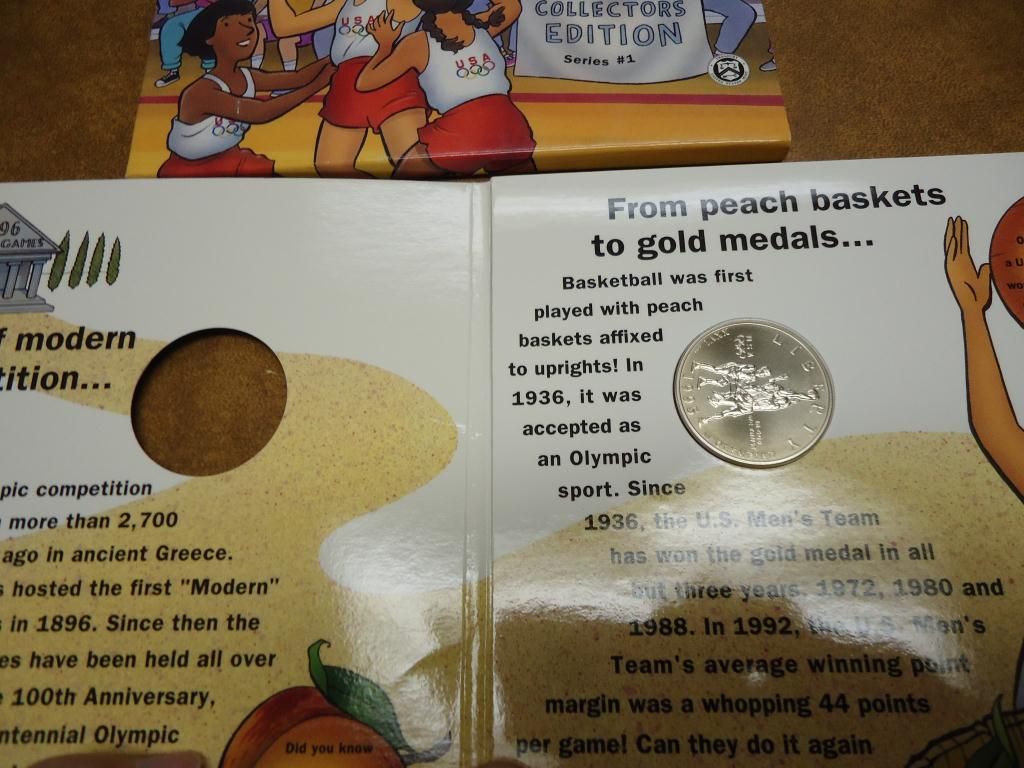 USA
USA
COLLECTORS
EDITION
Series #1
96
GAMES
f modern
tition...
pic competition
more than 2,700
ago in ancient Greece.
s hosted the first "Modern"
s in 1896. Since then the
es have been held all over
e 100th Anniversary,
ntennial Olympic
Did you know
From peach baskets
to gold medals...
Basketball was first
played with peach
baskets affixed
to uprights! In
1936, it was
accepted as
an Olympic
sport. Since
1936, the U.S. Men's Team
has won the gold medal in all
but three years. 1972, 1980 and
1988. In 1992, the U.S. Men's
Team's average winning point
margin was a whopping 44 points
per game! Can they do it again
LIBERTY
USA
XXVI
1995
O
a U
wo